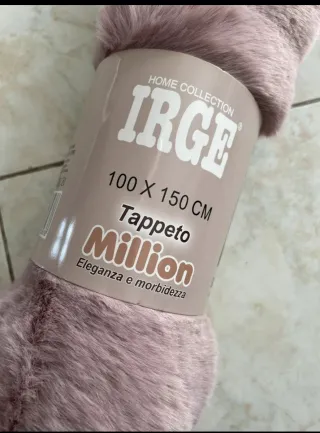 HOME COLLECTION
IRGE®
100 X 150 CM
Tappeto
Million
Eleganza e morbidezza